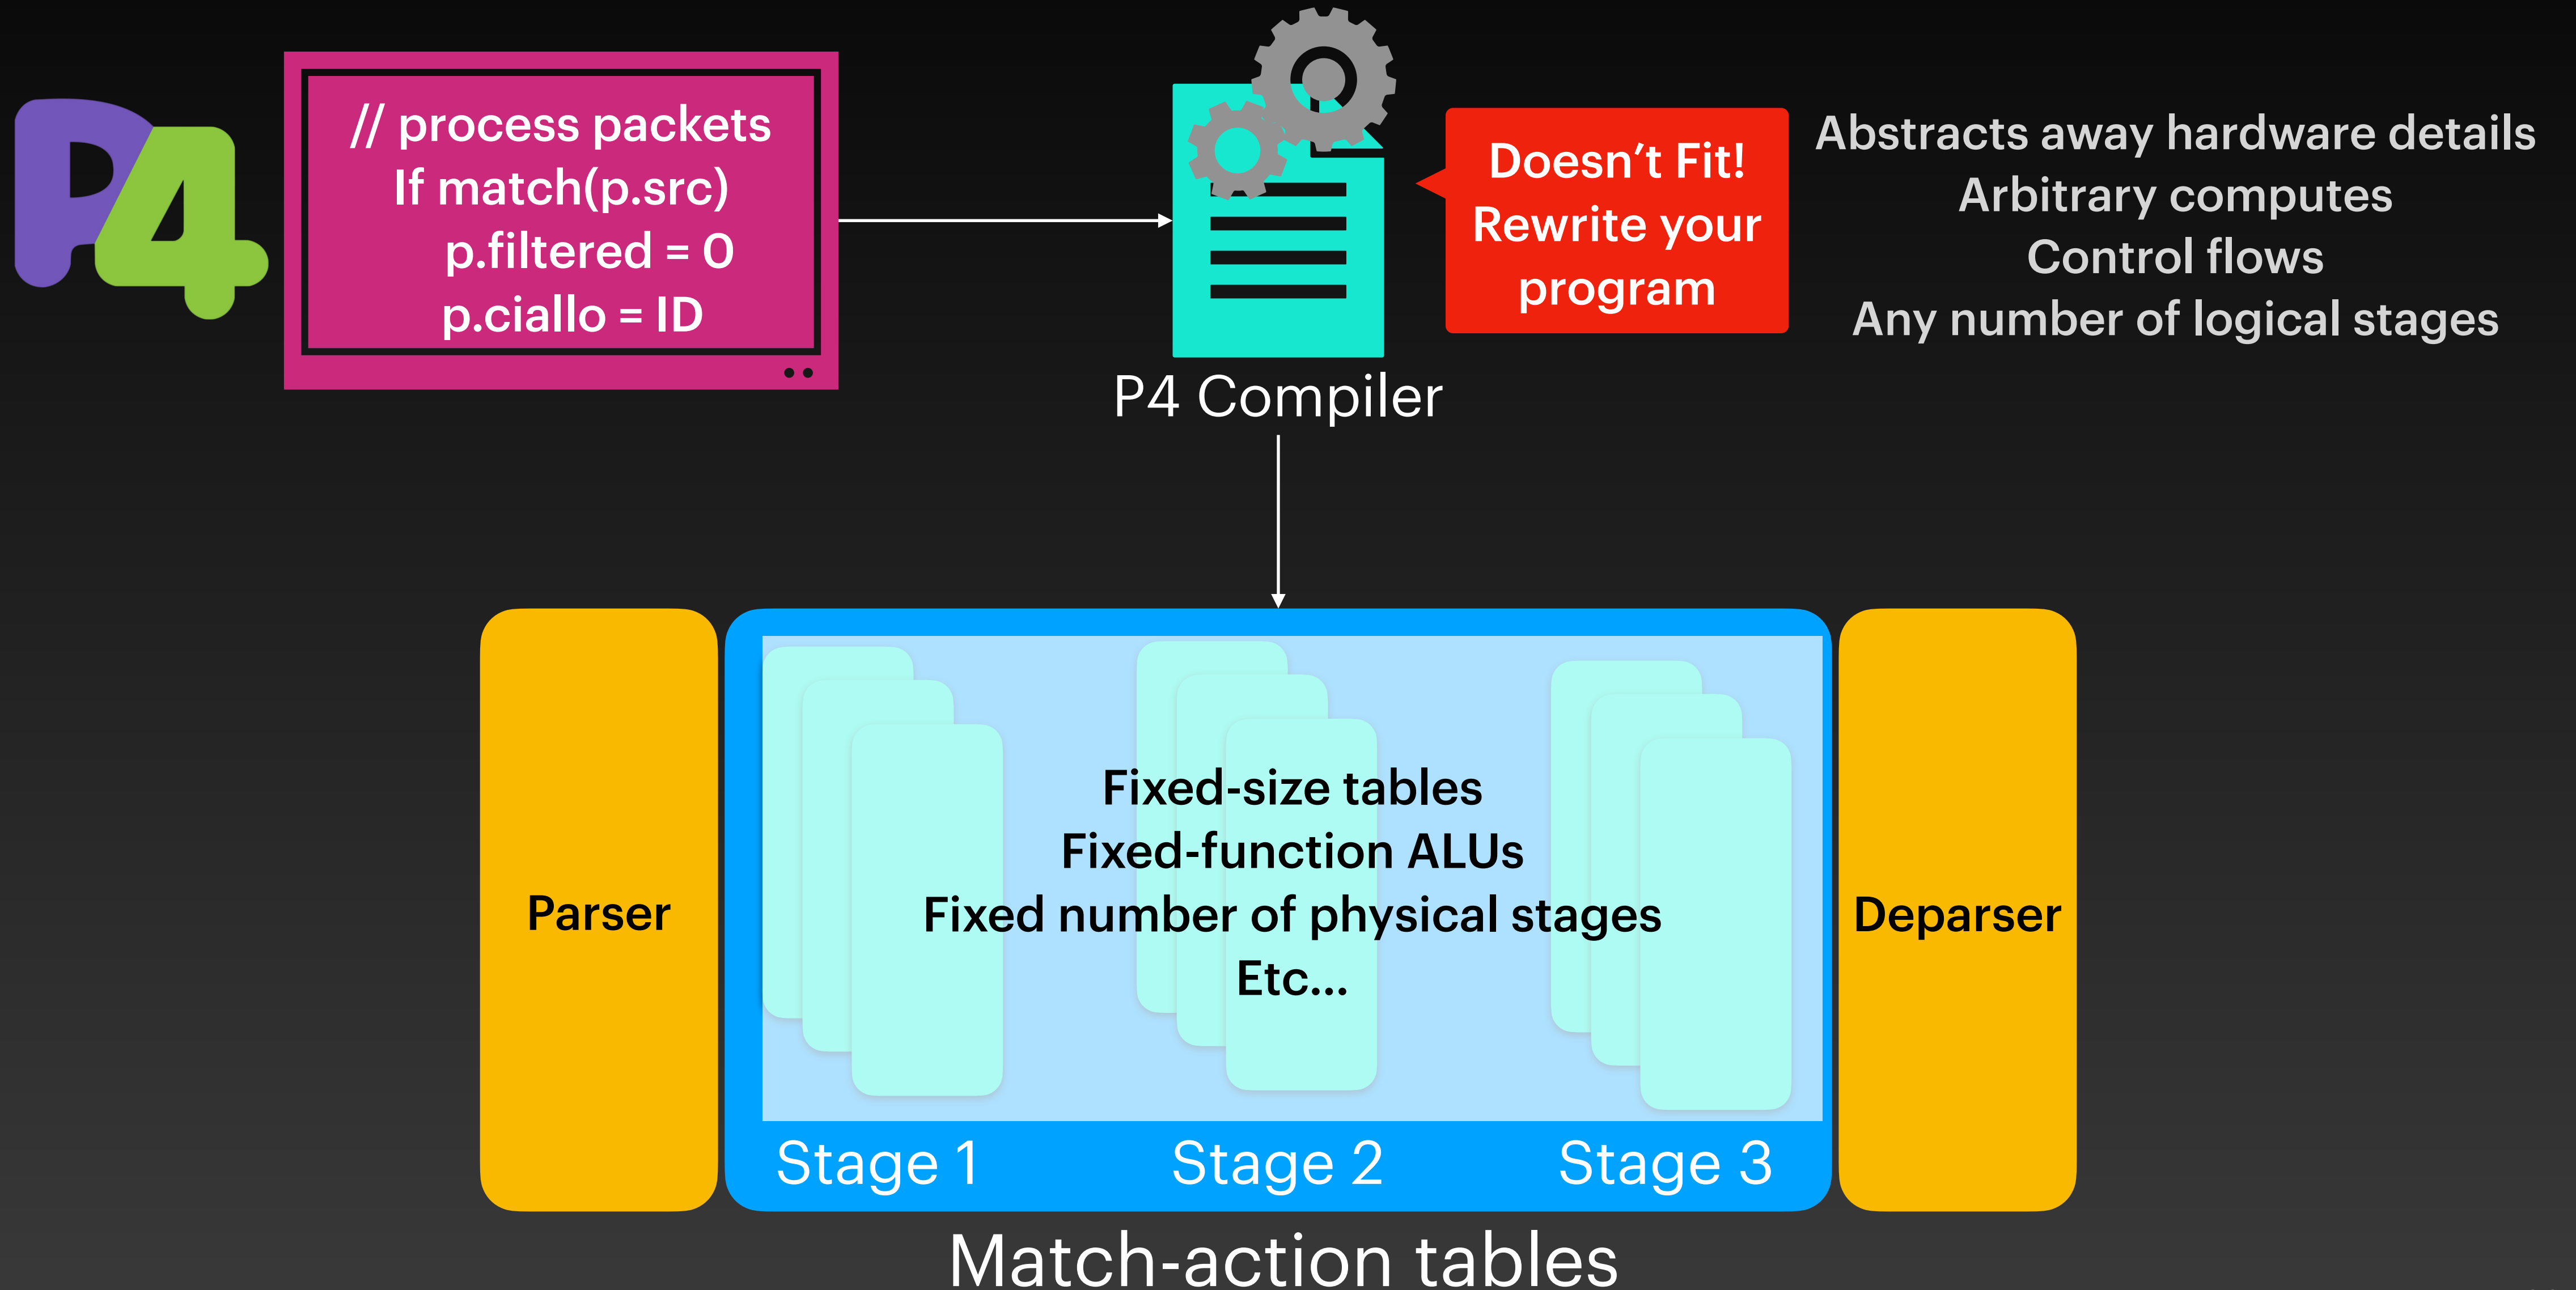 P4
// process packets
If match(p.src)
p.filtered = 0
p.ciallo = ID
P4 Compiler
Doesn’t Fit!
Rewrite your
program
Abstracts away hardware details
Arbitrary computes
Control flows
Any number of logical stages
Parser
Fixed-size tables
Fixed-function ALUs
Fixed number of physical stages
Etc...
Stage 1
Stage 2
Stage 3
Deparser
Match-action tables